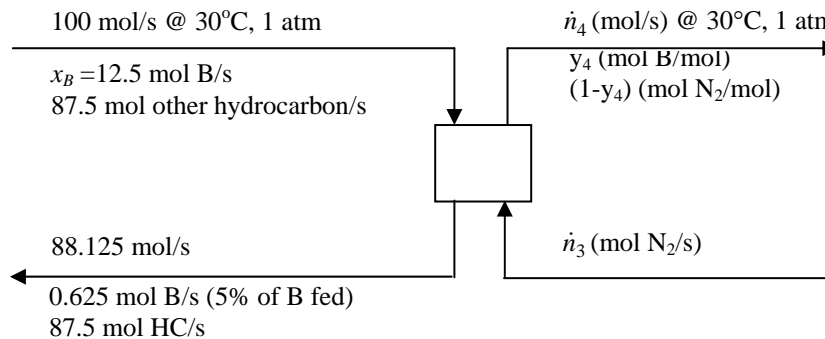 100 mol/s @ 30°C, 1 atm
x_B =12.5 mol B/s
87.5 mol other hydrocarbon/s
ṅ₄ (mol/s) @ 30°C, 1 atm
y₄ (mol B/mol)
(1-y₄) (mol N₂/mol)
88.125 mol/s
0.625 mol B/s (5% of B fed)
87.5 mol HC/s
ṅ₃ (mol N₂/s)